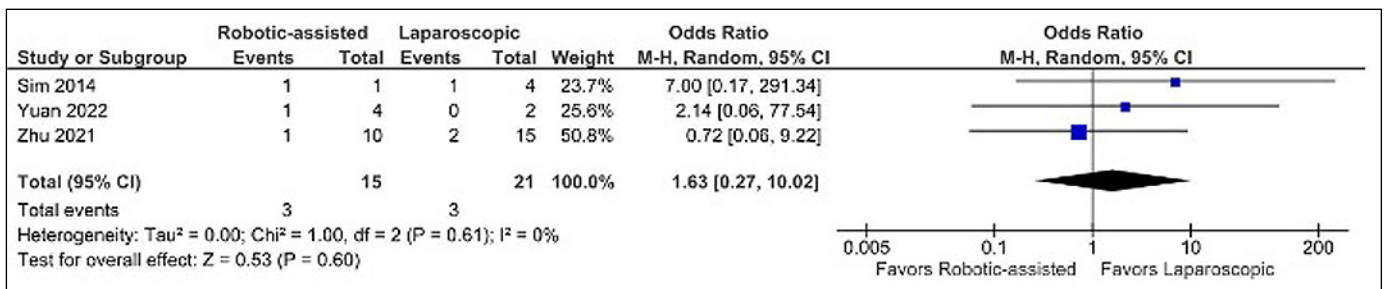 Robotic-assisted Laparoscopic Odds Ratio Odds Ratio
Study or Subgroup Events Total Events Total Weight M-H, Random, 95% CI M-H, Random, 95% CI
Sim 2014 1 1 1 4 23.7% 7.00 [0.17, 291.34]
Yuan 2022 1 4 0 2 25.6% 2.14 [0.06, 77.54]
Zhu 2021 1 10 2 15 50.8% 0.72 [0.06, 9.22]
Total (95% CI) 15 21 100.0% 1.63 [0.27, 10.02]
Total events 3 3
Heterogeneity: Tau² = 0.00; Chi² = 1.00, df = 2 (P = 0.61); I² = 0%
Test for overall effect: Z = 0.53 (P = 0.60)
0.005 0.1 1 10 200
Favors Robotic-assisted Favors Laparoscopic